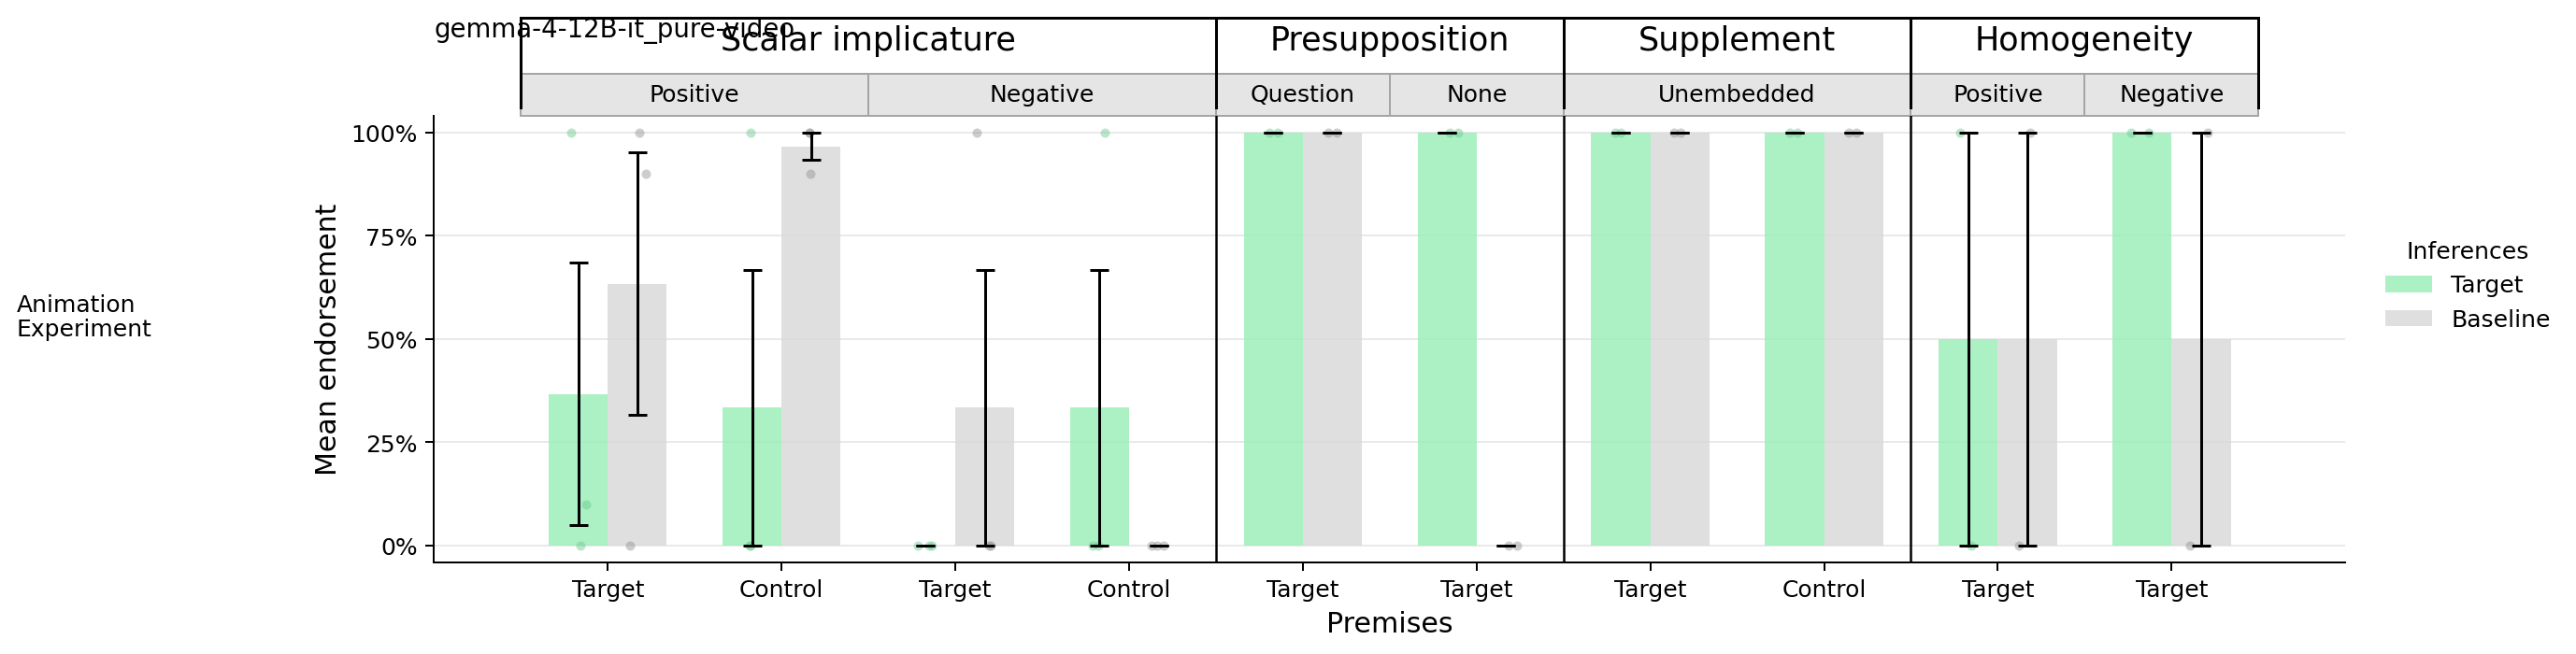 gemma-4-12B-it_pure-video
Scalar implicature Presupposition Supplement Homogeneity
Positive Negative Question None Unembedded Positive Negative
100%
75%
50%
25%
0%
Mean endorsement
Animation
Experiment
Inferences
Target
Baseline
Target Control Target Control Target Target Target Control Target Target
Premises